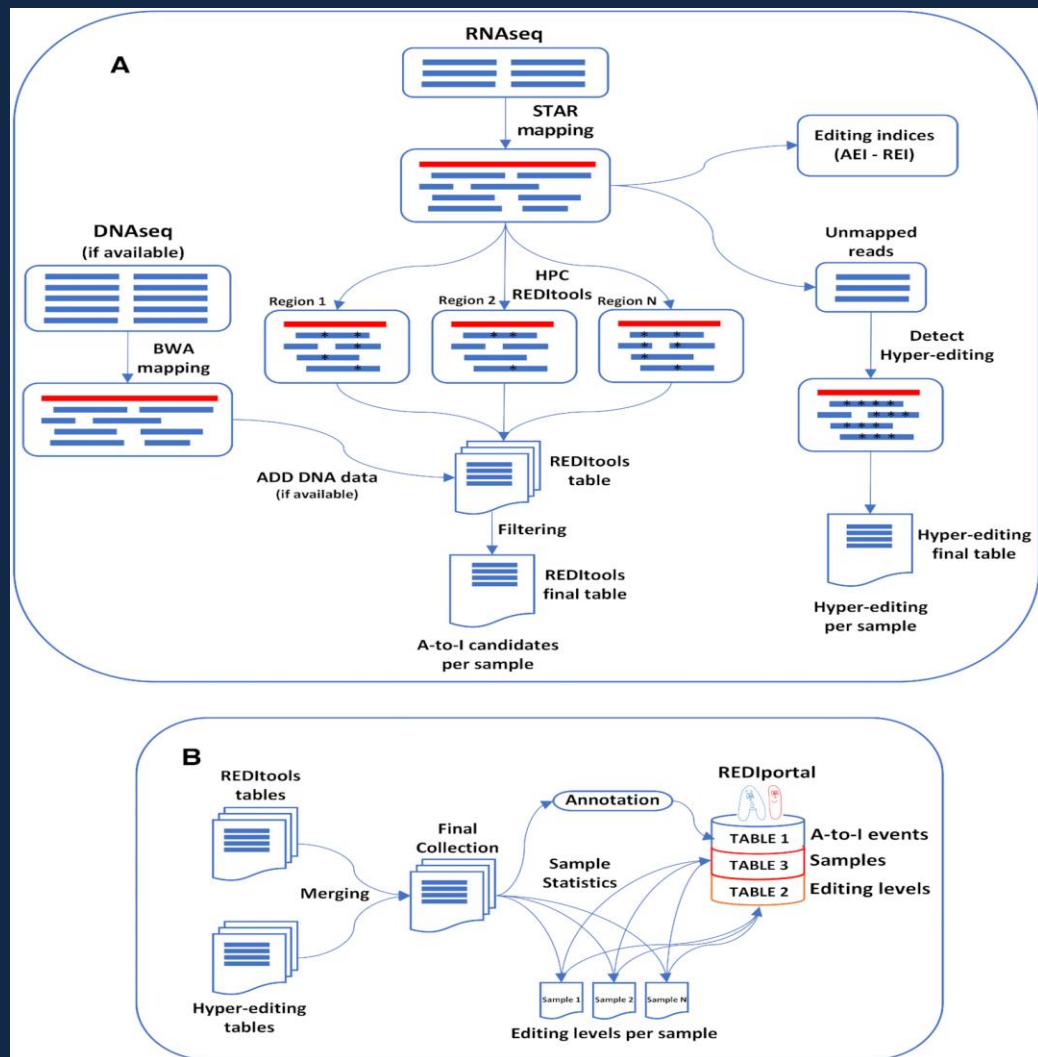 A
RNAseq
STAR
mapping
Editing indices
(AEI - REI)
DNAseq
(if available)
Unmapped
reads
HPC
REDItools
Region 1
Region 2
Region N
BWA
mapping
Detect
Hyper-editing
ADD DNA data
(if available)
REDItools
table
Filtering
REDItools
final table
Hyper-editing
final table
A-to-I candidates
per sample
Hyper-editing
per sample
B
REDItools
tables
REDIportal
Annotation
Final
Collection
TABLE 1
A-to-I events
Sample
Statistics
TABLE 3
Samples
Merging
TABLE 2
Editing levels
Hyper-editing
tables
Sample 1
Sample 2
Sample N
Editing levels per sample